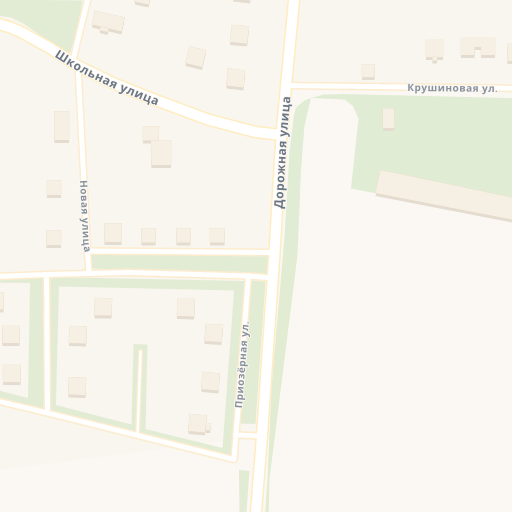 Школьная улица
Крушиновая ул.
Дорожная улица
Новая улица
Приозёрная ул.